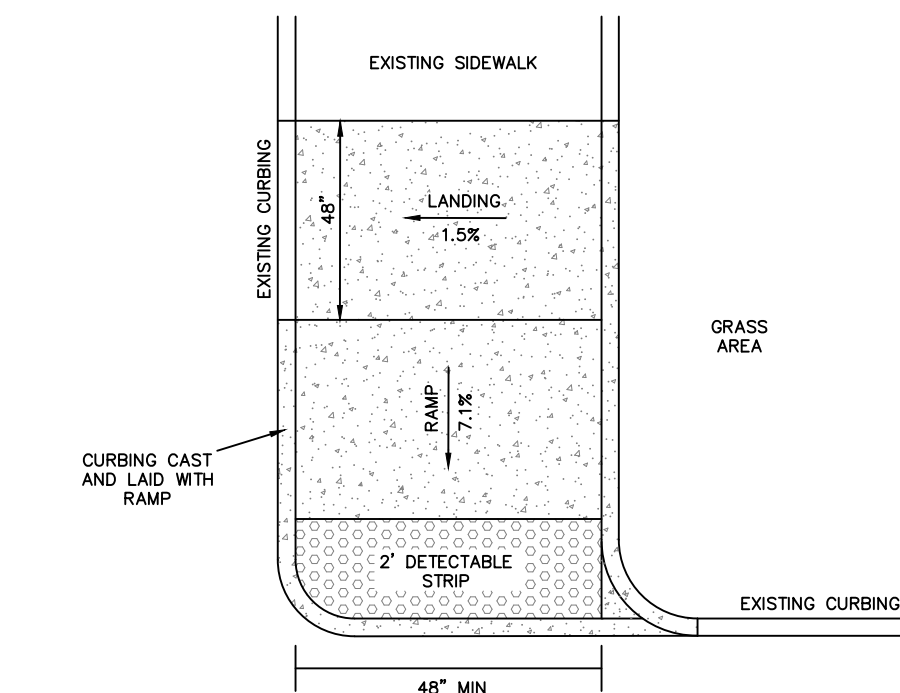 EXISTING SIDEWALK
EXISTING CURBING
48"
LANDING
1.5%
GRASS
AREA
RAMP
7.1%
CURBING CAST
AND LAID WITH
RAMP
2' DETECTABLE
STRIP
EXISTING CURBING
48" MIN